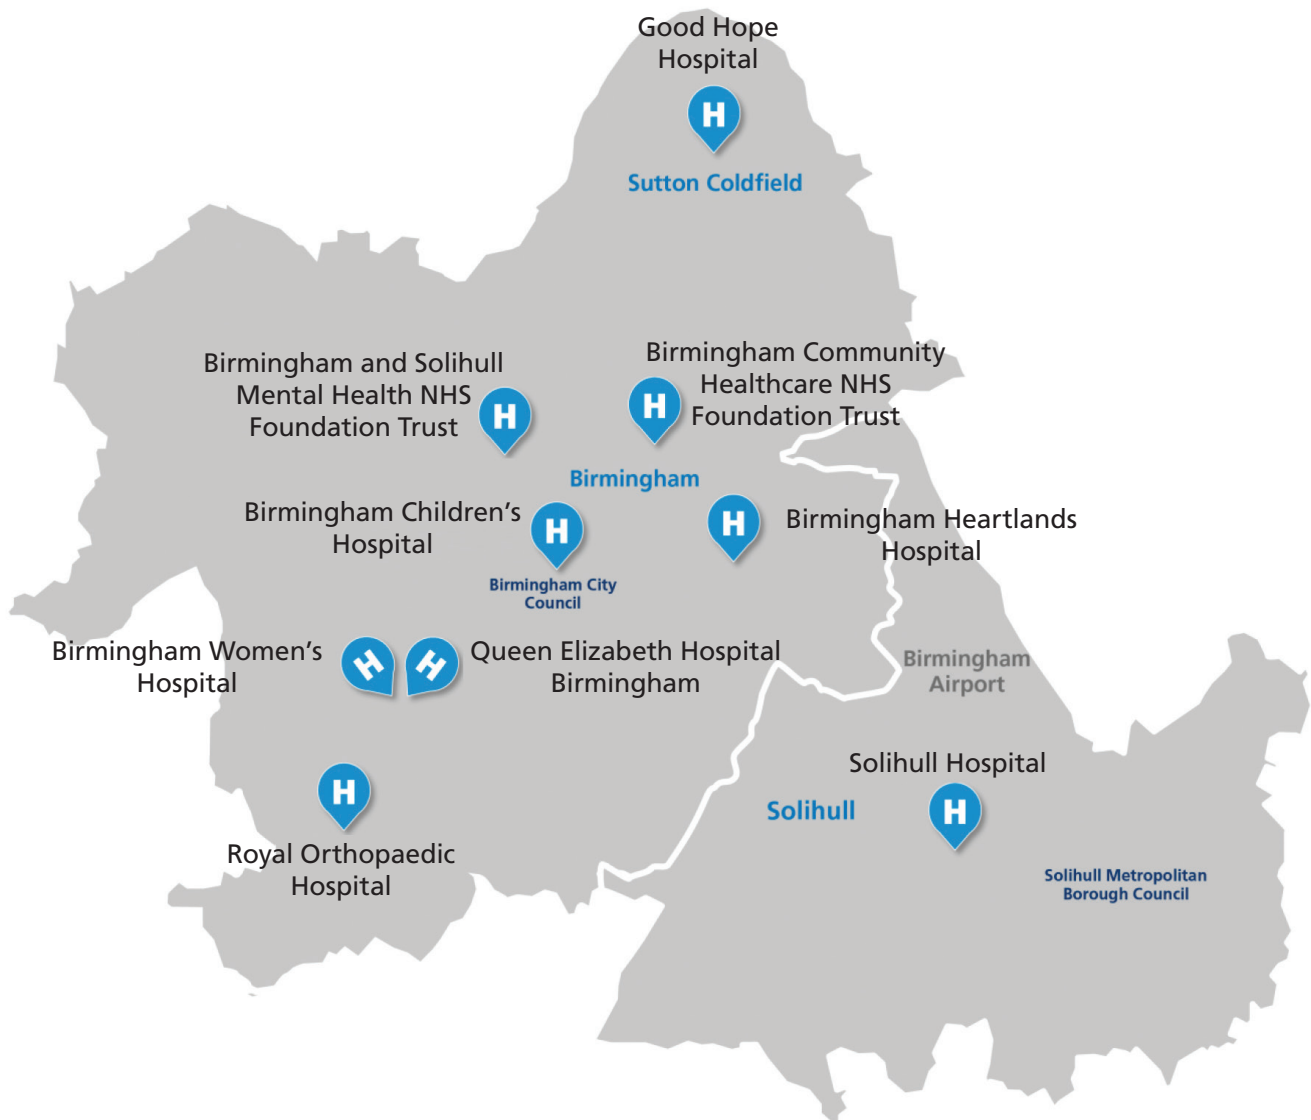 Good Hope
Hospital
H
Sutton Coldfield
Birmingham and Solihull
Mental Health NHS
Foundation Trust
H
Birmingham Community
Healthcare NHS
Foundation Trust
H
Birmingham
Birmingham Children's
Hospital
H
Birmingham Heartlands
Hospital
H
Birmingham City
Council
Birmingham Women's
Hospital
H
H
Queen Elizabeth Hospital
Birmingham
Birmingham
Airport
Solihull Hospital
H
Solihull
H
Royal Orthopaedic
Hospital
Solihull Metropolitan
Borough Council